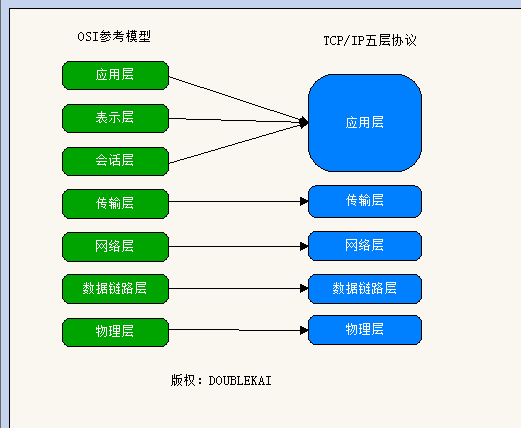 OSI参考模型
TCP/IP五层协议
应用层
表示层
会话层
传输层
网络层
数据链路层
物理层
应用层
传输层
网络层
数据链路层
物理层
版权：DOUBLEKAI